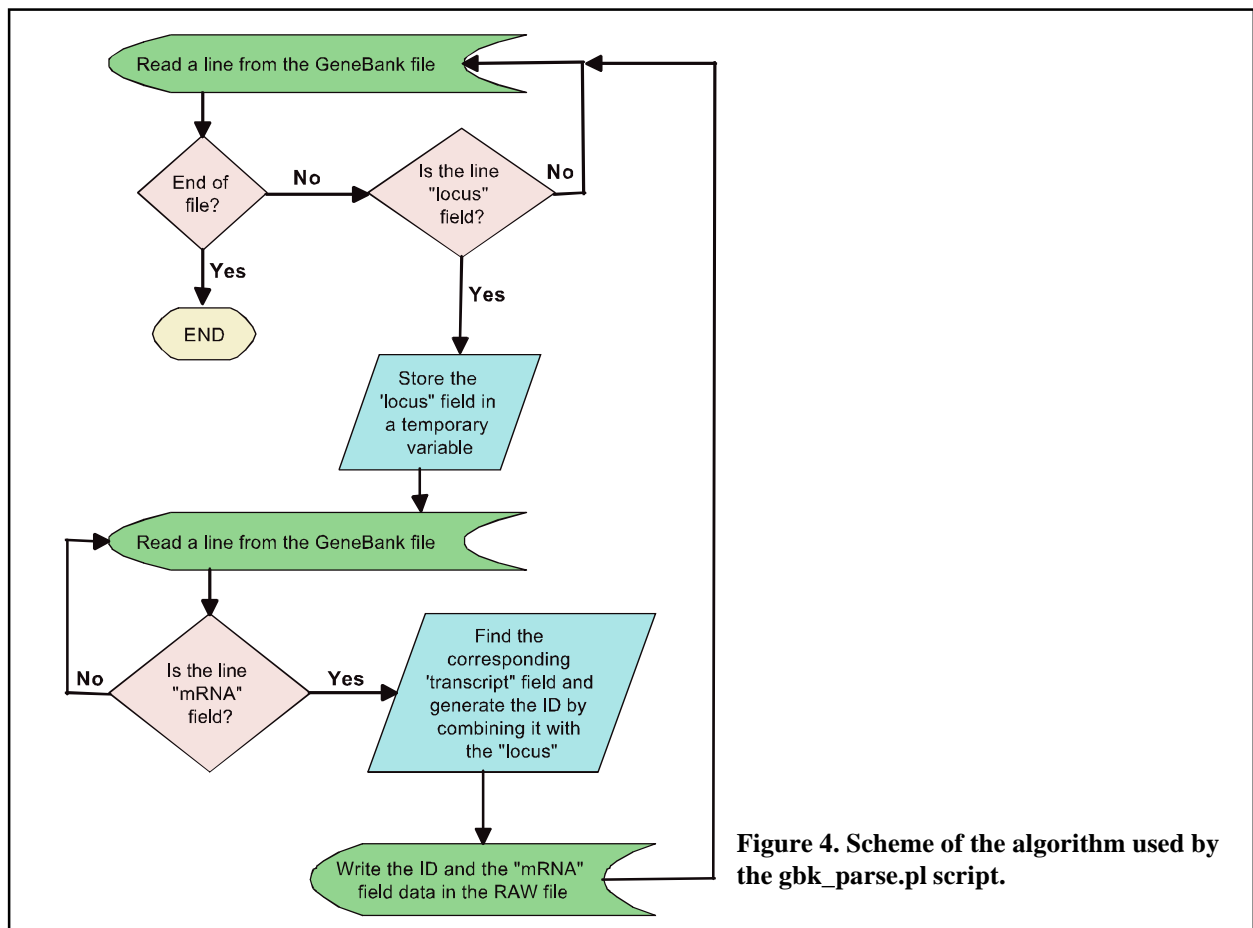 Read a line from the GeneBank file
End of
file?
No
Is the line
"locus"
field?
No
Yes
END
Yes
Store the
'locus" field in
a temporary
variable
Read a line from the GeneBank file
No
Is the line
"mRNA"
field?
Yes
Find the
corresponding
'transcript" field and
generate the ID by
combining it with
the "locus"
Write the ID and the "mRNA"
field data in the RAW file
Figure 4. Scheme of the algorithm used by
the gbk_parse.pl script.